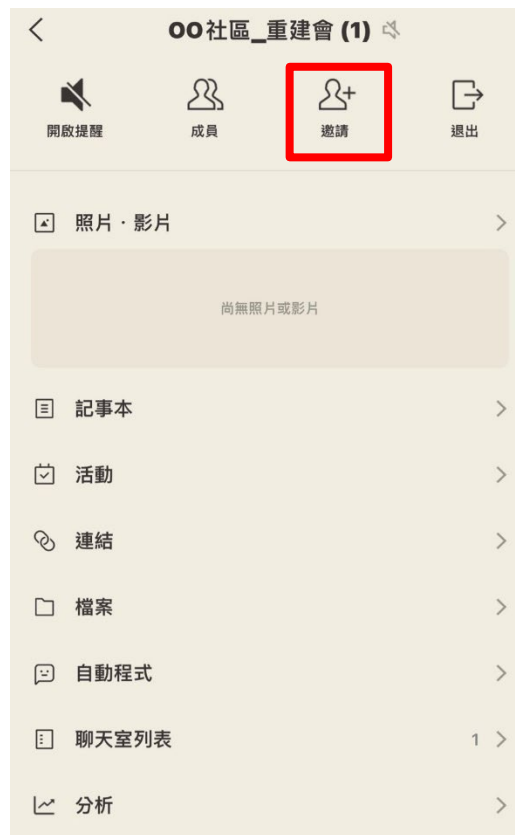 OO社區_重建會 (1)
開啟提醒 成員 邀請 退出
照片·影片
尚無照片或影片
記事本
活動
連結
檔案
自動程式
聊天室列表 1
分析